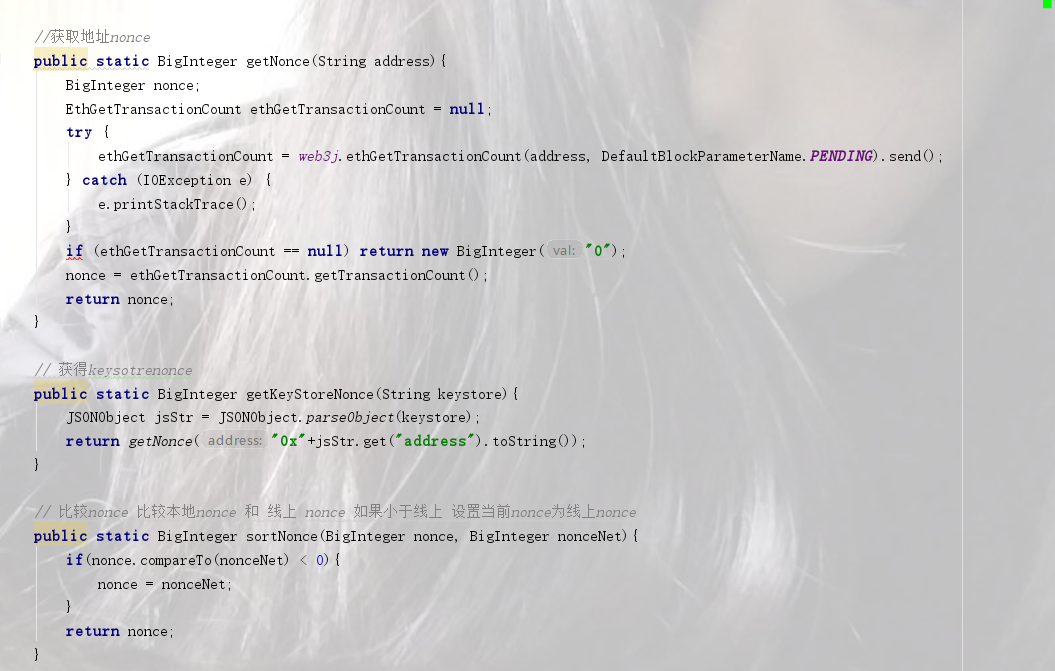 //获取地址nonce
public static BigInteger getNonce(String address){
BigInteger nonce;
EthGetTransactionCount ethGetTransactionCount = null;
try {
ethGetTransactionCount = web3j.ethGetTransactionCount(address, DefaultBlockParameterName.PENDING).send();
} catch (IOException e) {
e.printStackTrace();
}
if (ethGetTransactionCount == null) return new BigInteger( val: "0");
nonce = ethGetTransactionCount.getTransactionCount();
return nonce;
}
// 获得keysotrenonce
public static BigInteger getKeyStoreNonce(String keystore){
JSONObject jsStr = JSONObject.parseObject(keystore);
return getNonce( address: "0x"+jsStr.get("address").toString());
}
// 比较nonce 比较本地nonce 和 线上 nonce 如果小于线上 设置当前nonce为线上nonce
public static BigInteger sortNonce(BigInteger nonce, BigInteger nonceNet){
if(nonce.compareTo(nonceNet) < 0){
nonce = nonceNet;
}
return nonce;
}